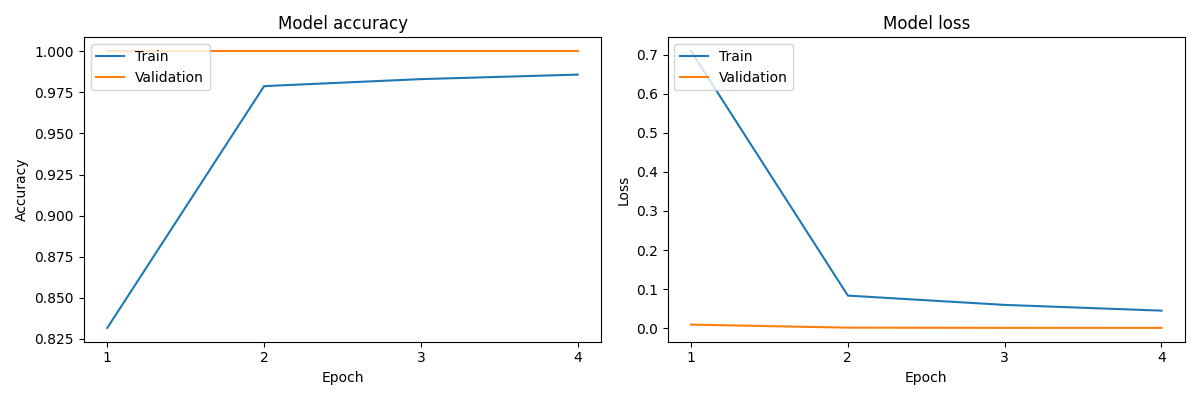 Model accuracy
1.000
0.975
0.950
0.925
0.900
0.875
0.850
0.825
Accuracy
Train
Validation
1 2 3 4
Epoch
Model loss
0.7
0.6
0.5
0.4
0.3
0.2
0.1
0.0
Loss
Train
Validation
1 2 3 4
Epoch